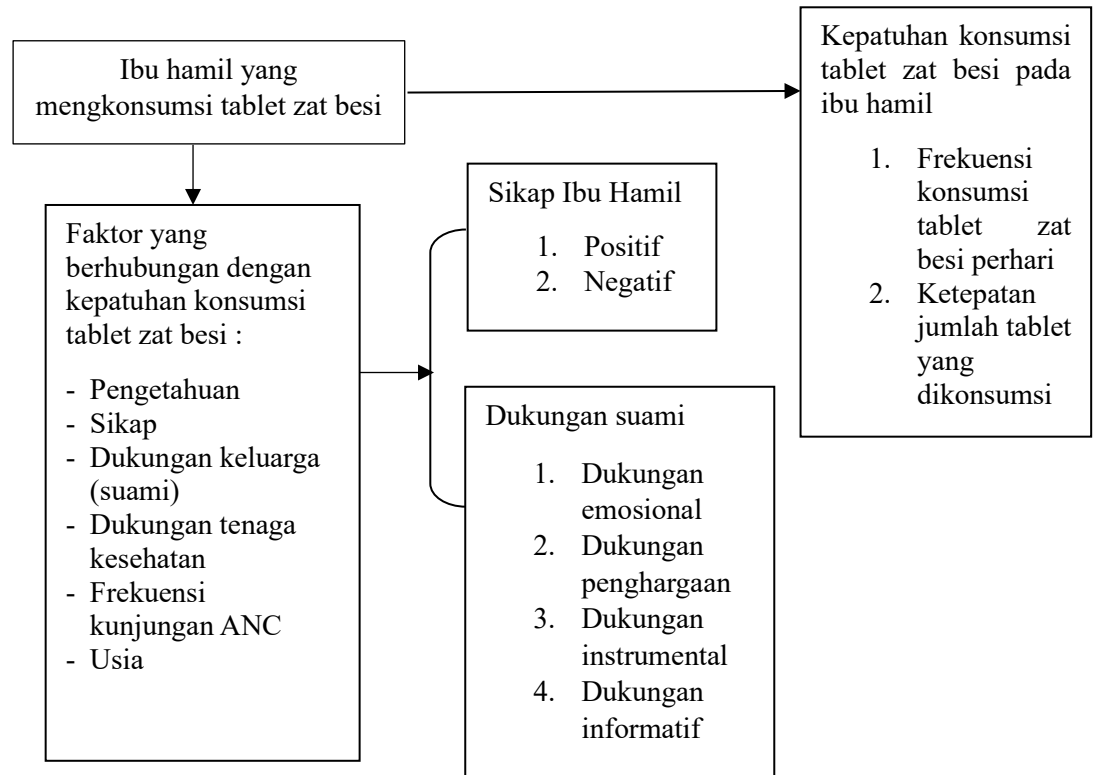 Ibu hamil yang
mengkonsumsi tablet zat besi
Kepatuhan konsumsi
tablet zat besi pada
ibu hamil
1. Frekuensi
konsumsi
tablet zat
besi perhari
2. Ketepatan
jumlah tablet
yang
dikonsumsi
Faktor yang
berhubungan dengan
kepatuhan konsumsi
tablet zat besi :
- Pengetahuan
- Sikap
- Dukungan keluarga
(suami)
- Dukungan tenaga
kesehatan
- Frekuensi
kunjungan ANC
- Usia
Sikap Ibu Hamil
1. Positif
2. Negatif
Dukungan suami
1. Dukungan
emosional
2. Dukungan
penghargaan
3. Dukungan
instrumental
4. Dukungan
informatif